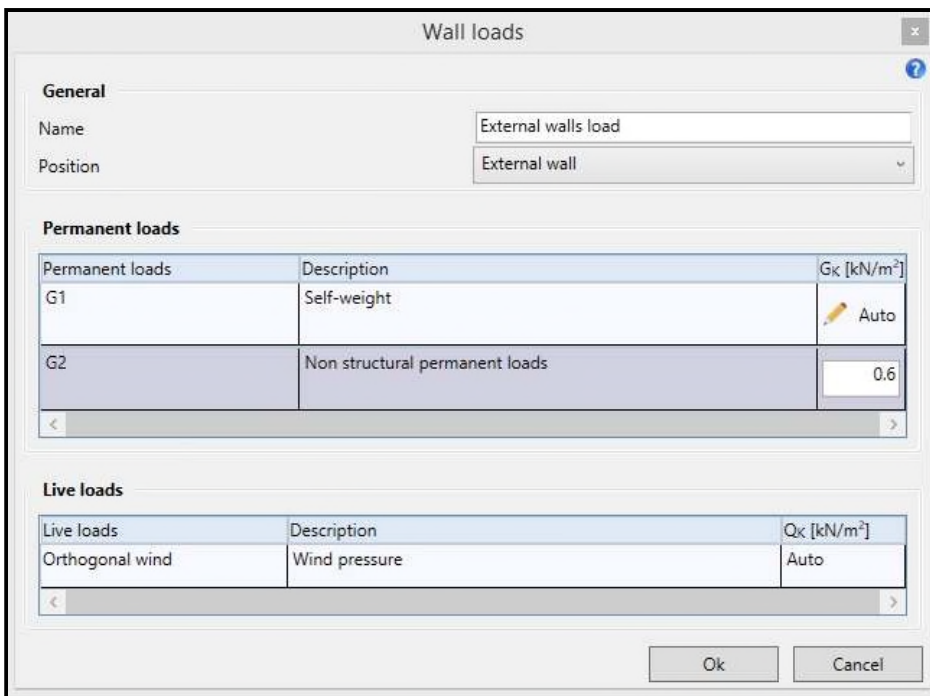 Wall loads
x
?
General
Name External walls load
Position External wall
Permanent loads
Permanent loads Description GK [kN/m²]
G1 Self-weight Auto
G2 Non structural permanent loads 0.6
Live loads
Live loads Description QK [kN/m²]
Orthogonal wind Wind pressure Auto
Ok Cancel